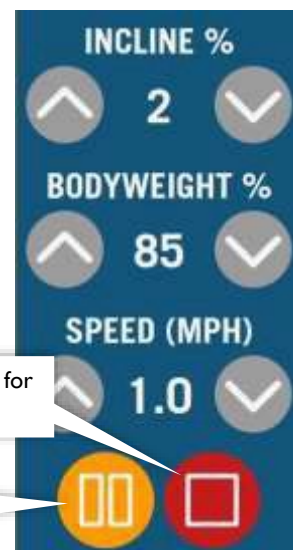 INCLINE %
2
BODYWEIGHT %
85
SPEED (MPH)
for
1.0